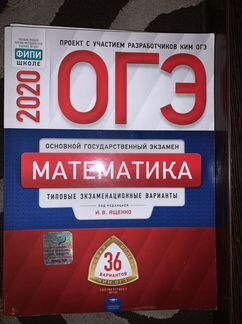 ФИПИ
ШКОЛЕ
2020
ПРОЕКТ С УЧАСТИЕМ РАЗРАБОТЧИКОВ КИМ ОГЭ
ОГЭ
ОСНОВНОЙ ГОСУДАРСТВЕННЫЙ ЭКЗАМЕН
МАТЕМАТИКА
ТИПОВЫЕ ЭКЗАМЕНАЦИОННЫЕ ВАРИАНТЫ
ПОД РЕДАКЦИЕЙ
И. В. ЯЩЕНКО
36
ВАРИАНТОВ